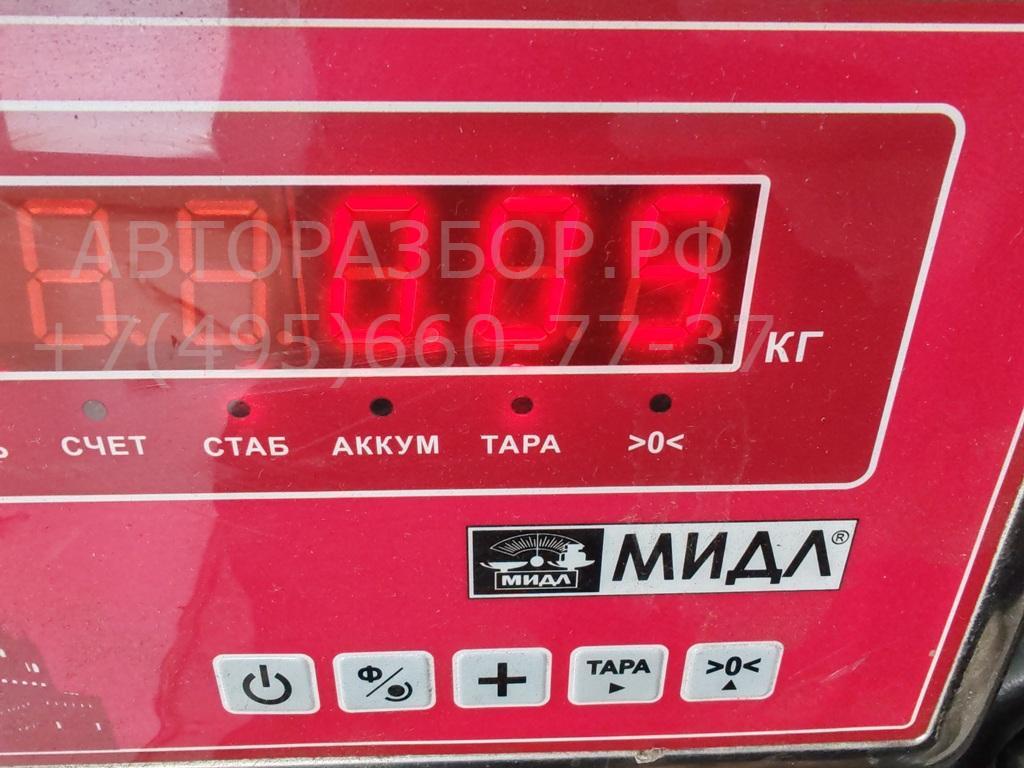 АВТОРАЗБОР.РФ
+7(495)660-77-37
КГ
СЧЕТ СТАБ АККУМ ТАРА >0<
МИДЛ МИДЛ®
Ф ТАРА >0<